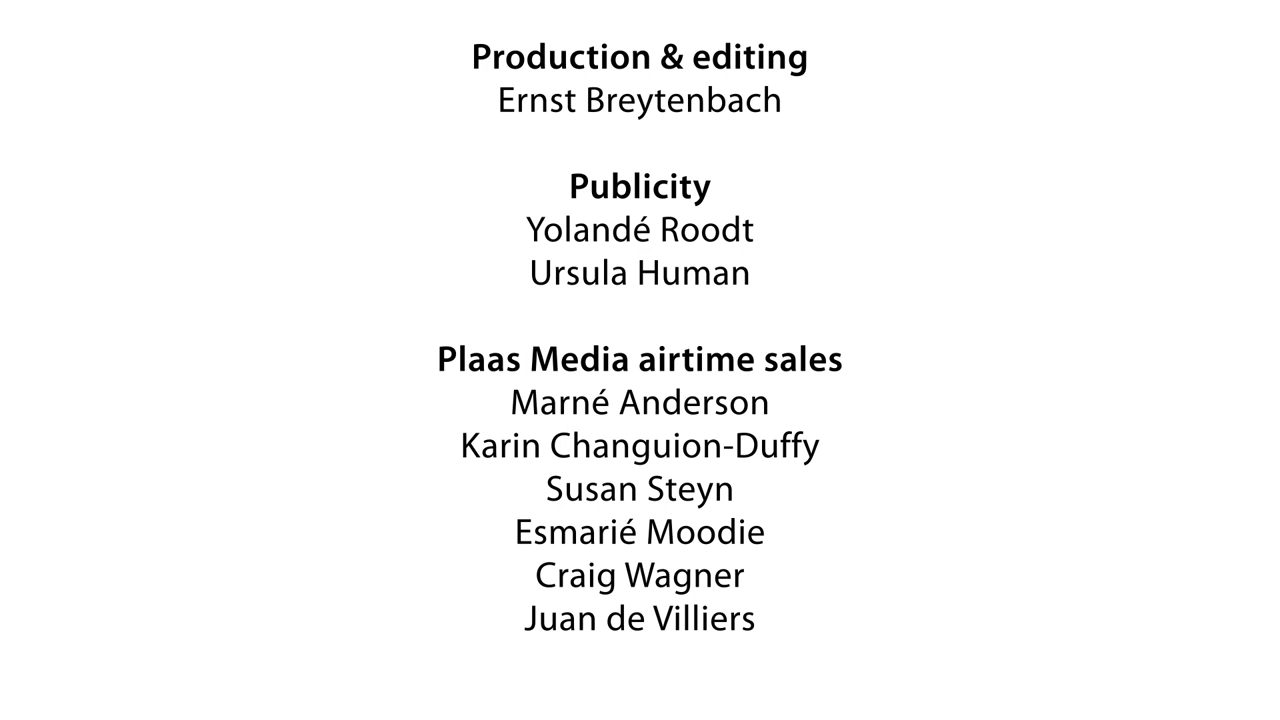 Production & editing
Ernst Breytenbach
Publicity
Yolandé Roodt
Ursula Human
Plaas Media airtime sales
Marné Anderson
Karin Changuion-Duffy
Susan Steyn
Esmarié Moodie
Craig Wagner
Juan de Villiers